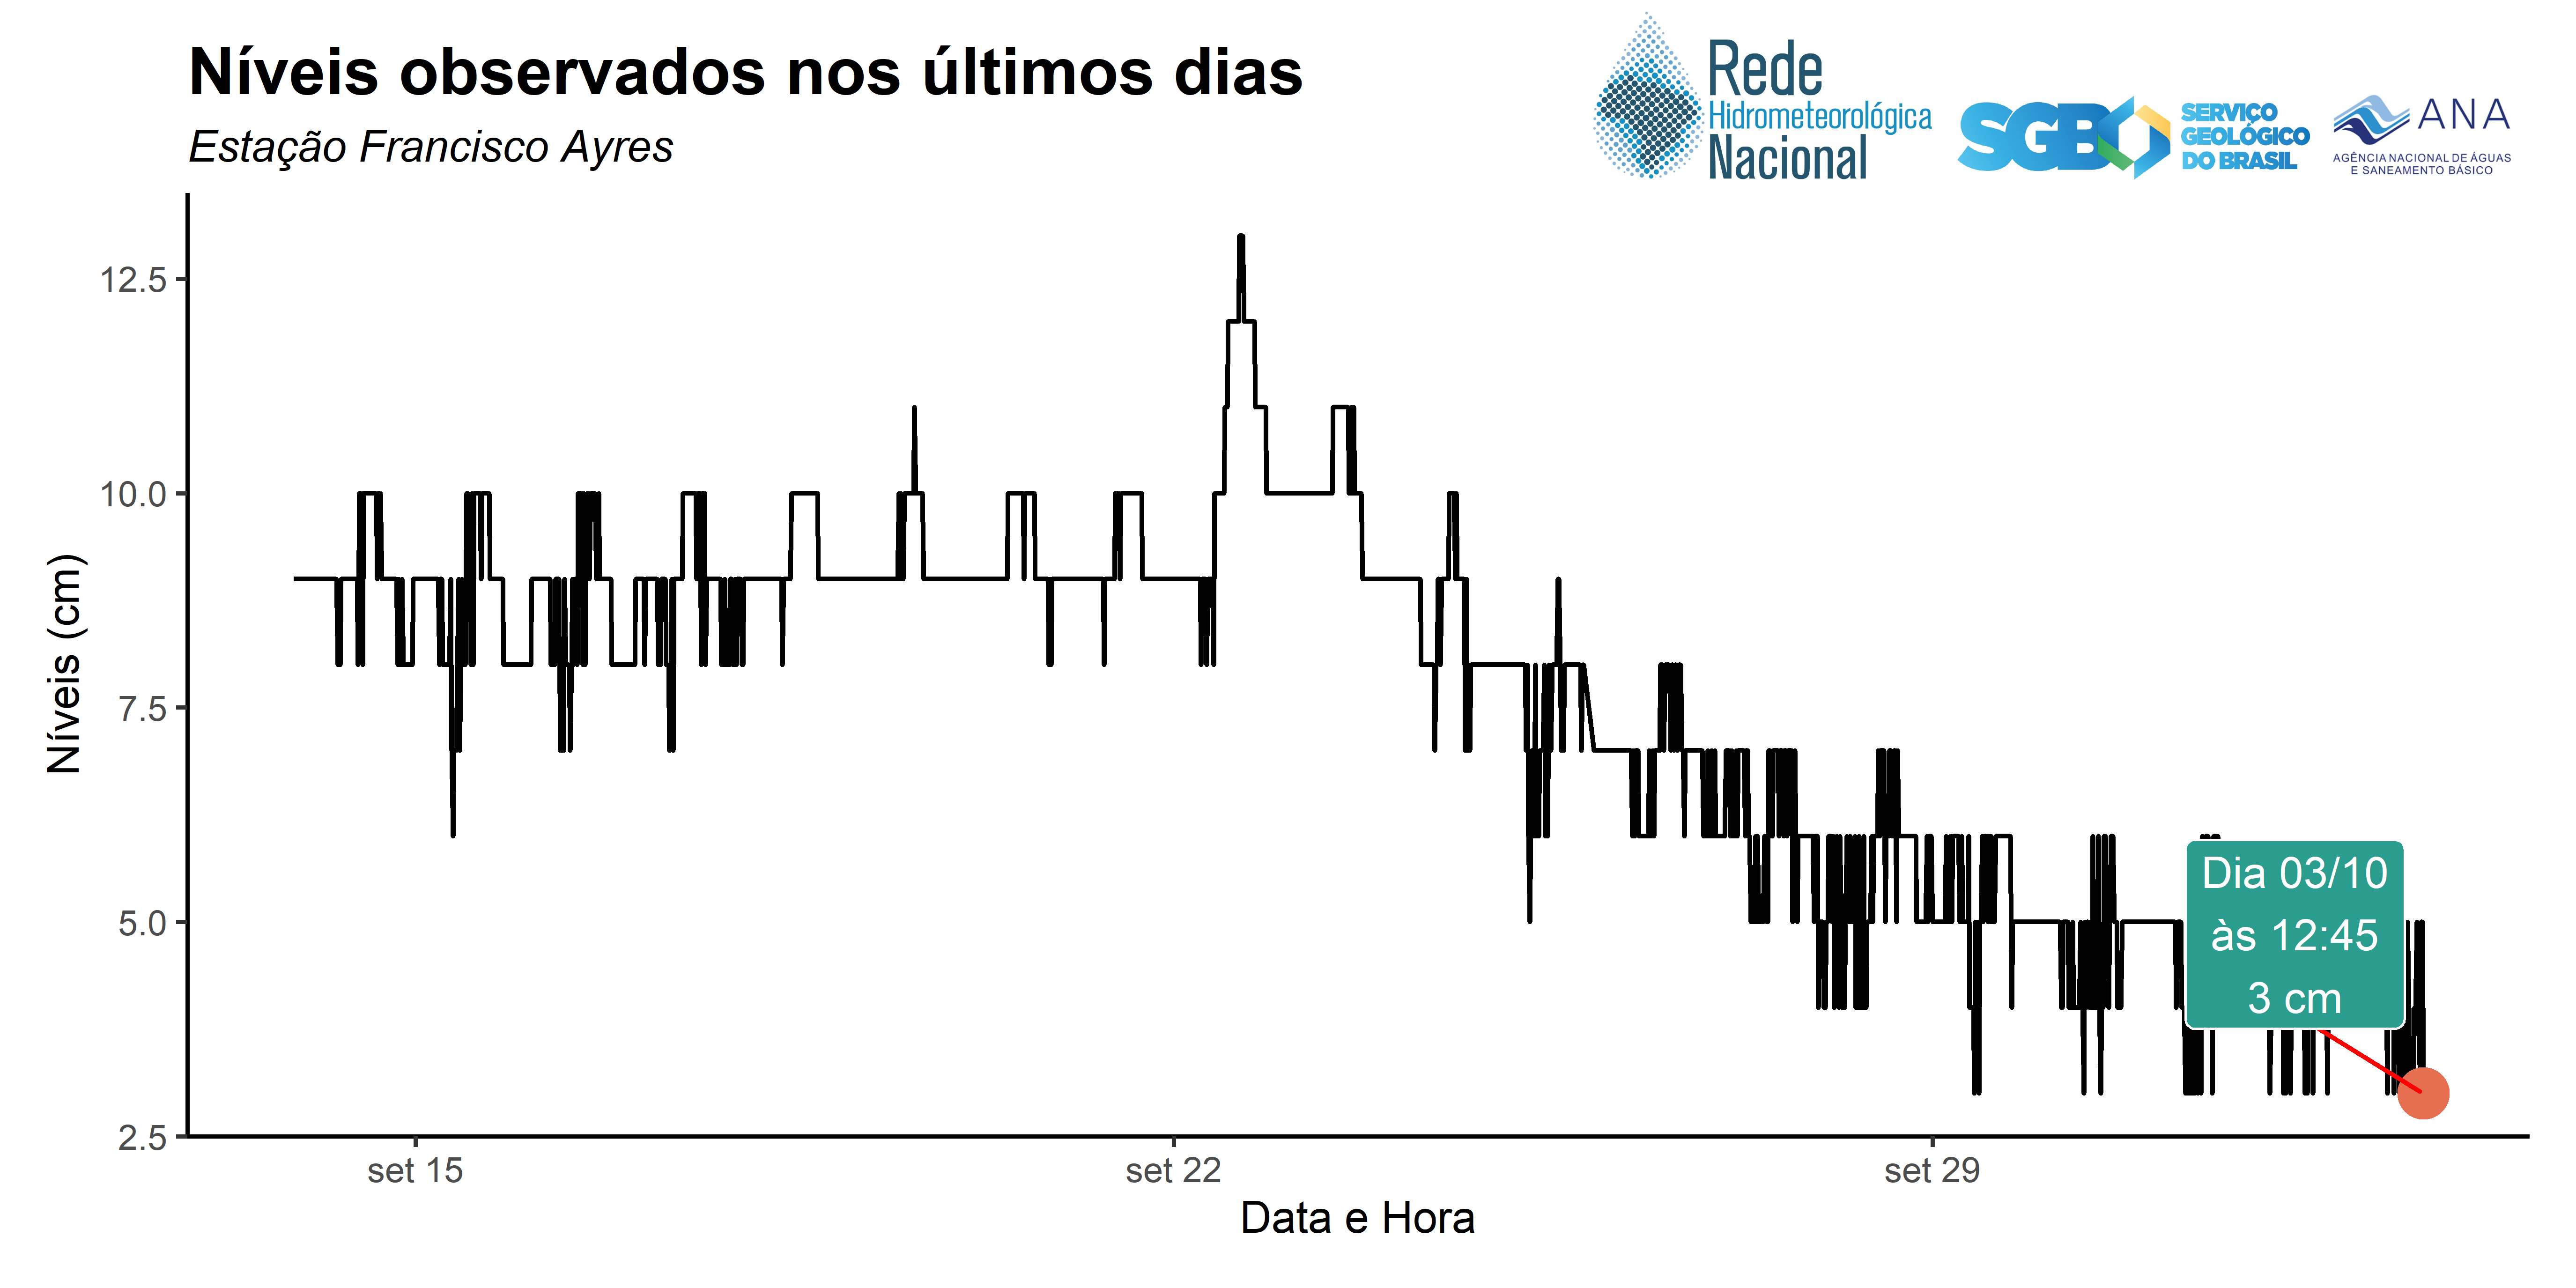 Níveis observados nos últimos dias
Estação Francisco Ayres
Rede
Hidrometeorológica
Nacional
SGB
SERVIÇO
GEOLÓGICO
DO BRASIL
ANA
AGÊNCIA NACIONAL DE ÁGUAS
E SANEAMENTO BÁSICO
Níveis (cm)
12.5
10.0
7.5
5.0
2.5
Dia 03/10
às 12:45
3 cm
set 15
set 22
set 29
Data e Hora